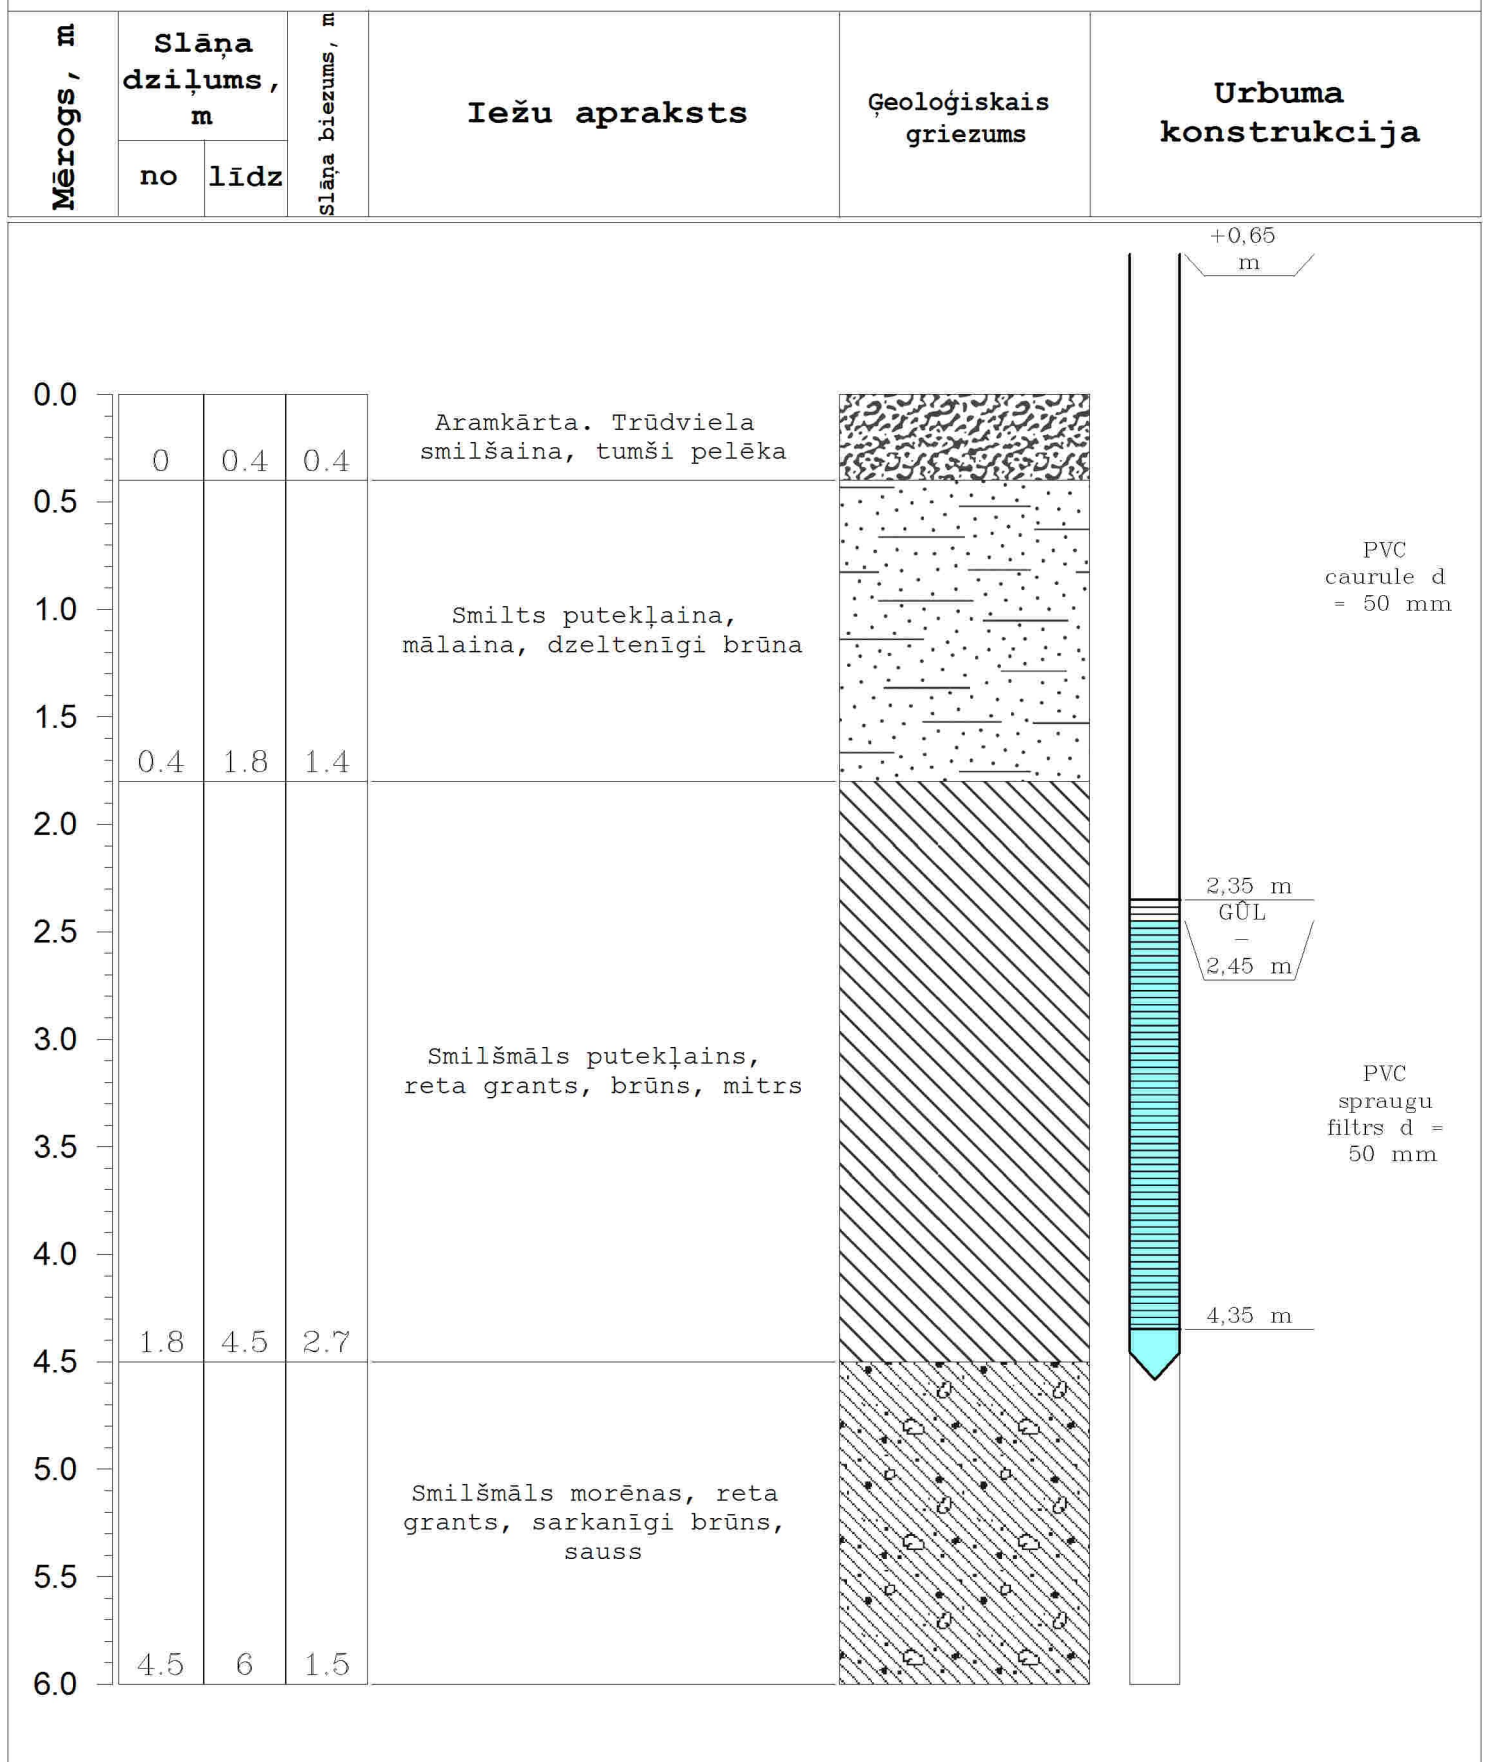 Mērogs, m
Slāņa
dziļums,
m
no
līdz
Slāņa biezums, m
Iežu apraksts
Ģeoloģiskais
griezums
Urbuma
konstrukcija
+0,65
m
0.0
0.5
1.0
1.5
2.0
2.5
3.0
3.5
4.0
4.5
5.0
5.5
6.0
0 0.4 0.4
Aramkārta. Trūdviela
smilšaina, tumši pelēka
0.4 1.8 1.4
Smilts putekļaina,
mālaina, dzeltenīgi brūna
1.8 4.5 2.7
Smilšmāls putekļains,
reta grants, brūns, mitrs
4.5 6 1.5
Smilšmāls morēnas, reta
grants, sarkanīgi brūns,
sauss
PVC
caurule d
= 50 mm
2,35 m
GÛL
–
2,45 m
PVC
spraugu
filtrs d =
50 mm
4,35 m